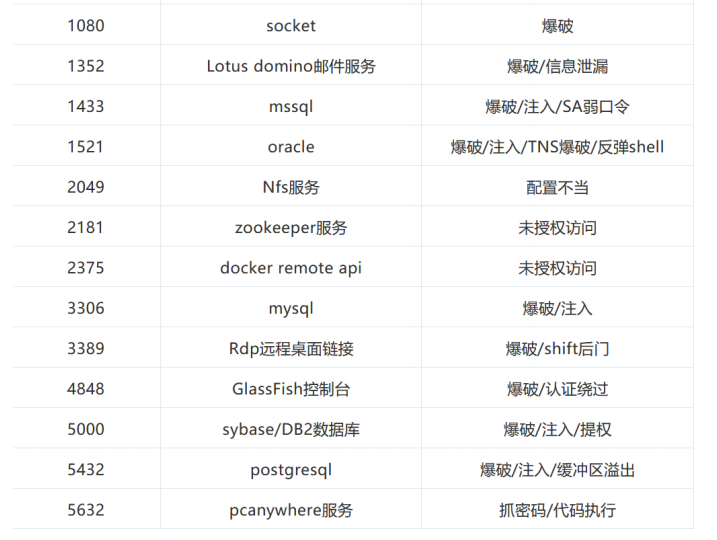 1080 socket 爆破
1352 Lotus domino邮件服务 爆破/信息泄漏
1433 mssql 爆破/注入/SA弱口令
1521 oracle 爆破/注入/TNS爆破/反弹shell
2049 Nfs服务 配置不当
2181 zookeeper服务 未授权访问
2375 docker remote api 未授权访问
3306 mysql 爆破/注入
3389 Rdp远程桌面链接 爆破/shift后门
4848 GlassFish控制台 爆破/认证绕过
5000 sybase/DB2数据库 爆破/注入/提权
5432 postgresql 爆破/注入/缓冲区溢出
5632 pcanywhere服务 抓密码/代码执行